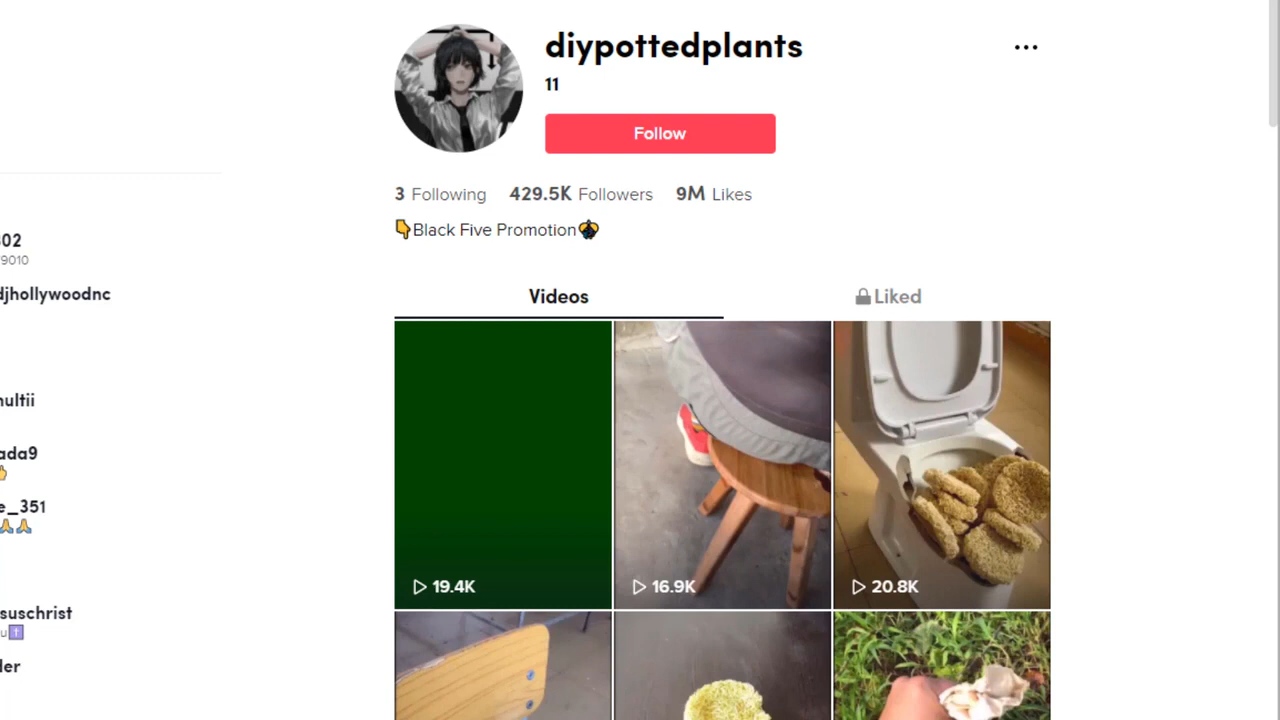 diypottedplants
11
Follow
3 Following 429.5K Followers 9M Likes
👇Black Five Promotion
Videos
Liked
19.4K
16.9K
20.8K
302
9010
djhollywoodnc
ultii
ada9
e_351
suschrist
u
ler